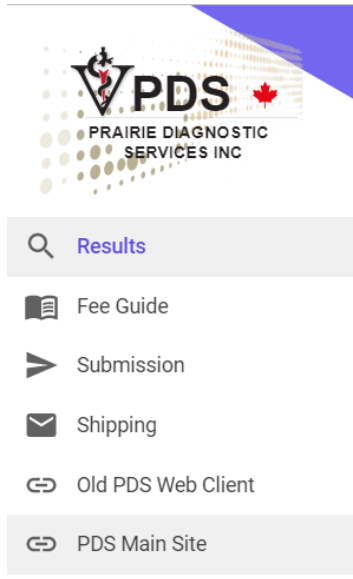 PDS
PRAIRIE DIAGNOSTIC
SERVICES INC
Results
Fee Guide
Submission
Shipping
Old PDS Web Client
PDS Main Site